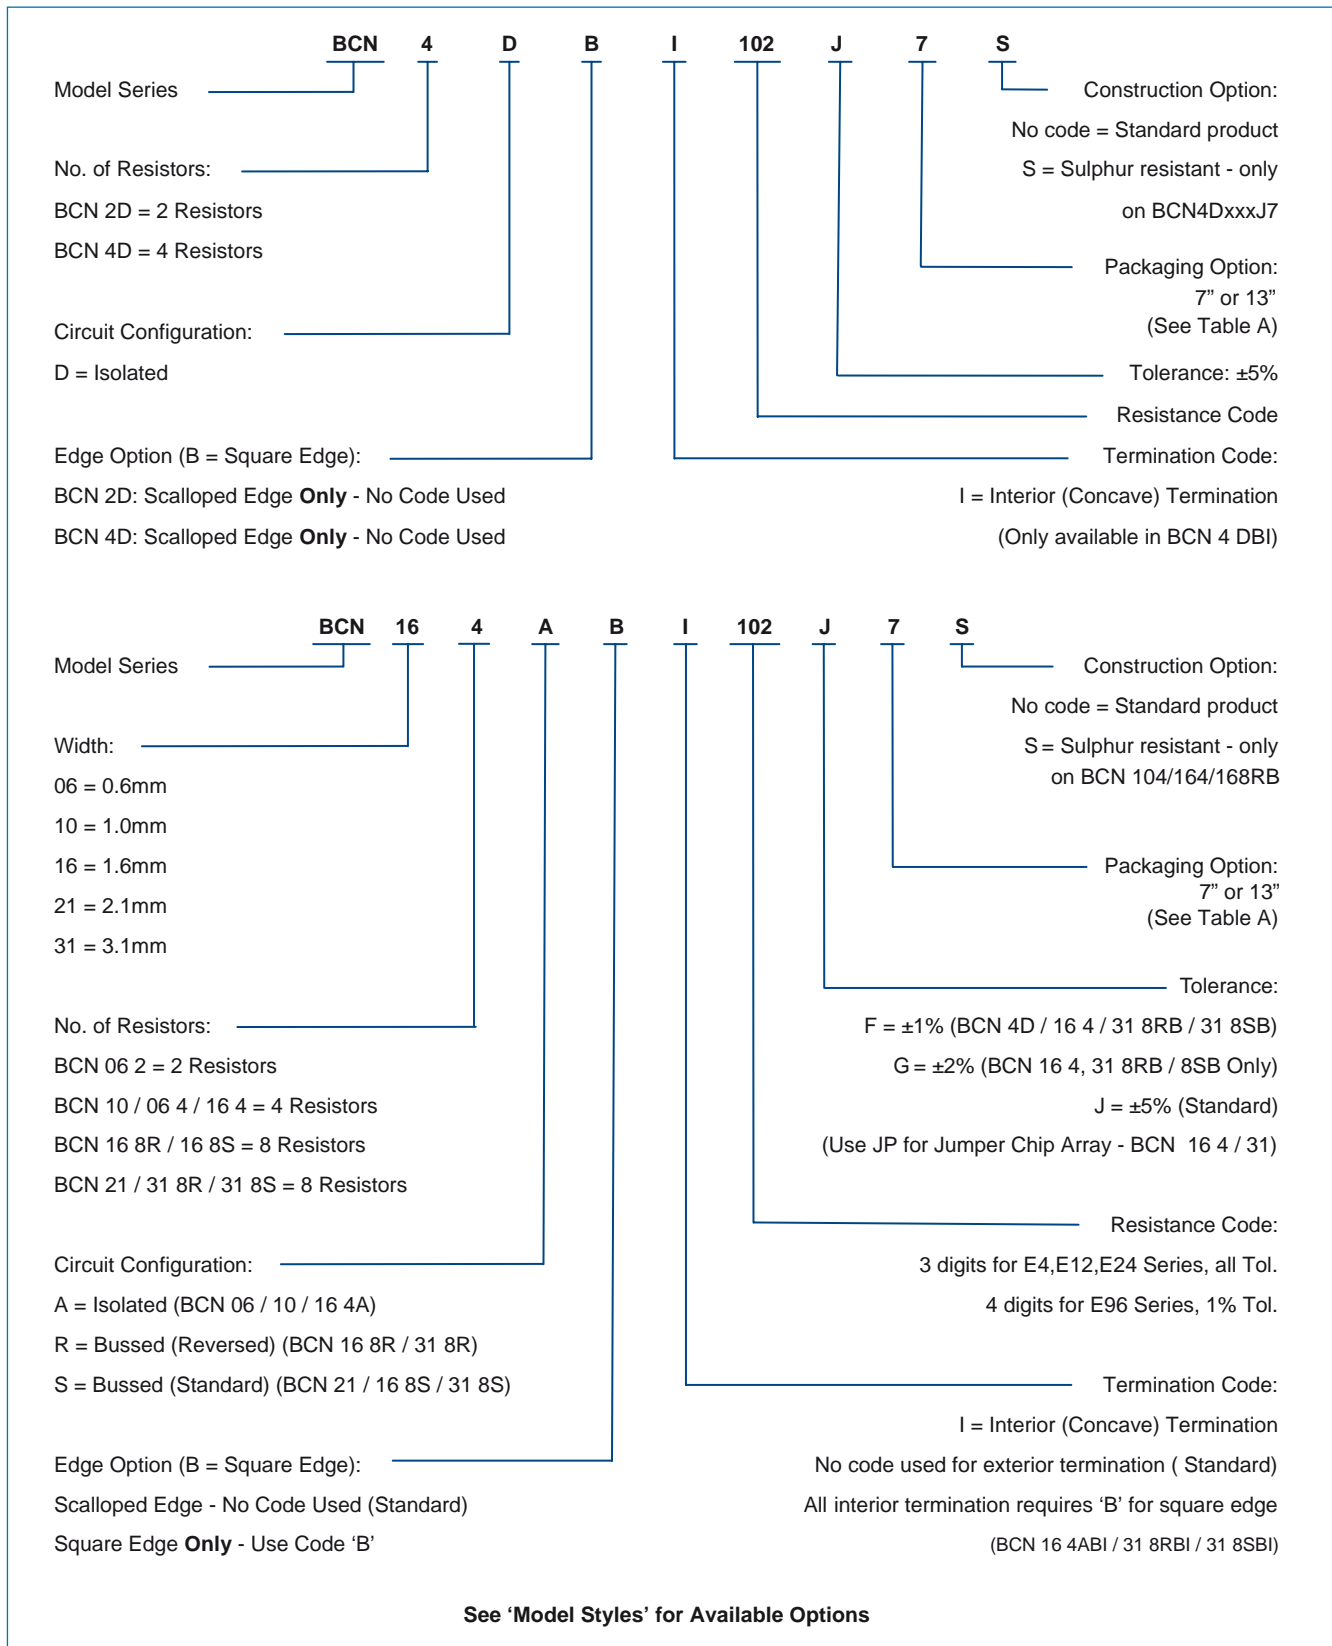 BCN 4 D B I 102 J 7 S
Model Series
Construction Option:
No code = Standard product
S = Sulphur resistant - only
on BCN4DxxxJ7
No. of Resistors:
BCN 2D = 2 Resistors
BCN 4D = 4 Resistors
Packaging Option:
7” or 13”
(See Table A)
Circuit Configuration:
D = Isolated
Tolerance: ±5%
Resistance Code
Edge Option (B = Square Edge):
BCN 2D: Scalloped Edge Only - No Code Used
BCN 4D: Scalloped Edge Only - No Code Used
Termination Code:
I = Interior (Concave) Termination
(Only available in BCN 4 DBI)
BCN 16 4 A B I 102 J 7 S
Model Series
Construction Option:
No code = Standard product
S = Sulphur resistant - only
on BCN 104/164/168RB
Width:
06 = 0.6mm
10 = 1.0mm
16 = 1.6mm
21 = 2.1mm
31 = 3.1mm
Packaging Option:
7” or 13”
(See Table A)
No. of Resistors:
BCN 06 2 = 2 Resistors
BCN 10 / 06 4 / 16 4 = 4 Resistors
BCN 16 8R / 16 8S = 8 Resistors
BCN 21 / 31 8R / 31 8S = 8 Resistors
Tolerance:
F = ±1% (BCN 4D / 16 4 / 31 8RB / 31 8SB)
G = ±2% (BCN 16 4, 31 8RB / 8SB Only)
J = ±5% (Standard)
(Use JP for Jumper Chip Array - BCN 16 4 / 31)
Resistance Code:
3 digits for E4,E12,E24 Series, all Tol.
4 digits for E96 Series, 1% Tol.
Circuit Configuration:
A = Isolated (BCN 06 / 10 / 16 4A)
R = Bussed (Reversed) (BCN 16 8R / 31 8R)
S = Bussed (Standard) (BCN 21 / 16 8S / 31 8S)
Termination Code:
I = Interior (Concave) Termination
No code used for exterior termination ( Standard)
All interior termination requires ‘B’ for square edge
(BCN 16 4ABI / 31 8RBI / 31 8SBI)
Edge Option (B = Square Edge):
Scalloped Edge - No Code Used (Standard)
Square Edge Only - Use Code ‘B’
See ‘Model Styles’ for Available Options